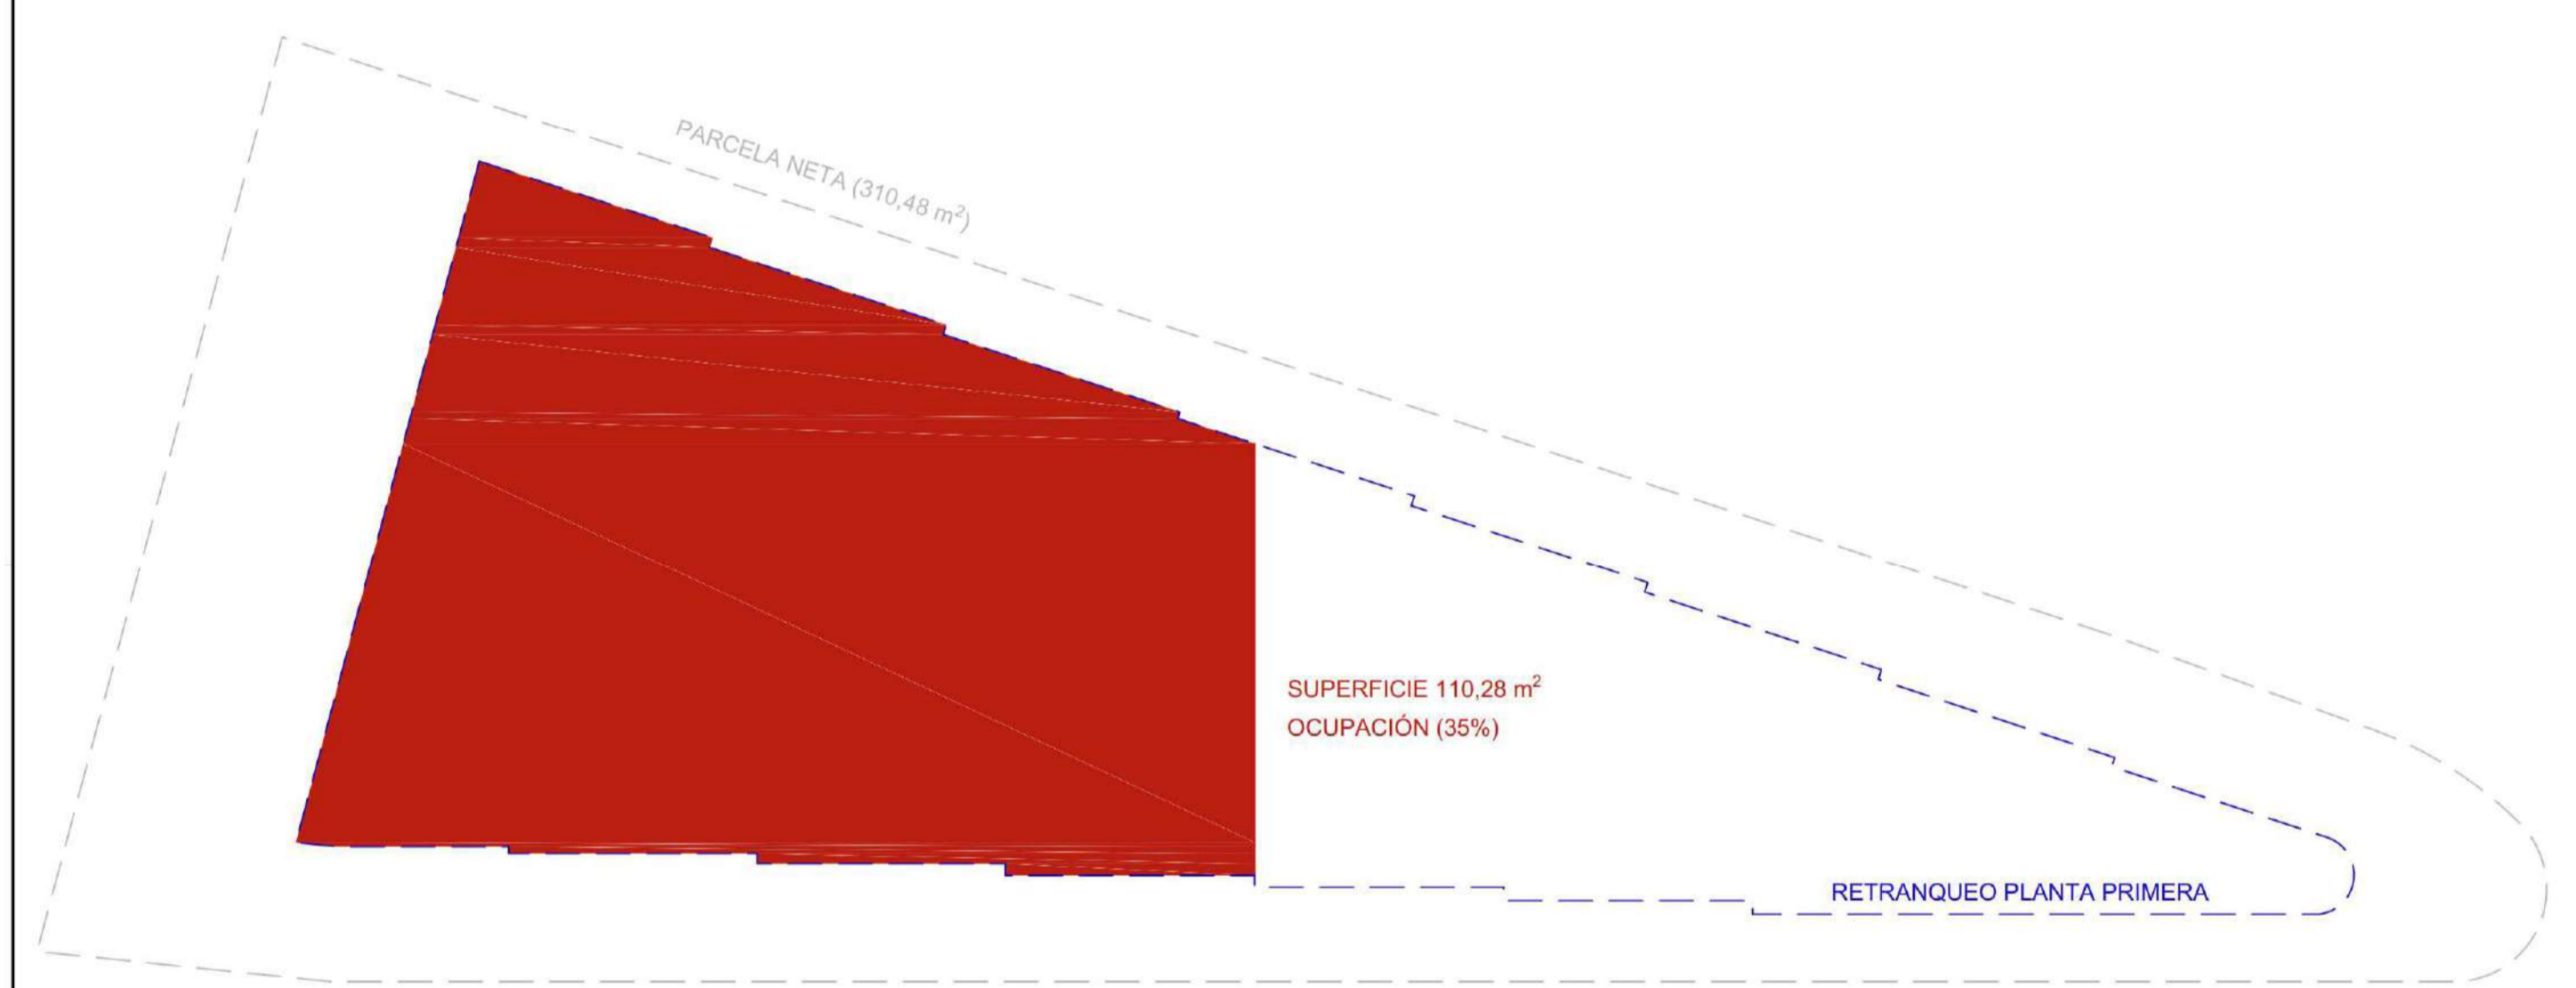 PARCELA NETA (310,48 m²)
SUPERFICIE 110,28 m²
OCUPACIÓN (35%)
RETRANQUEO PLANTA PRIMERA